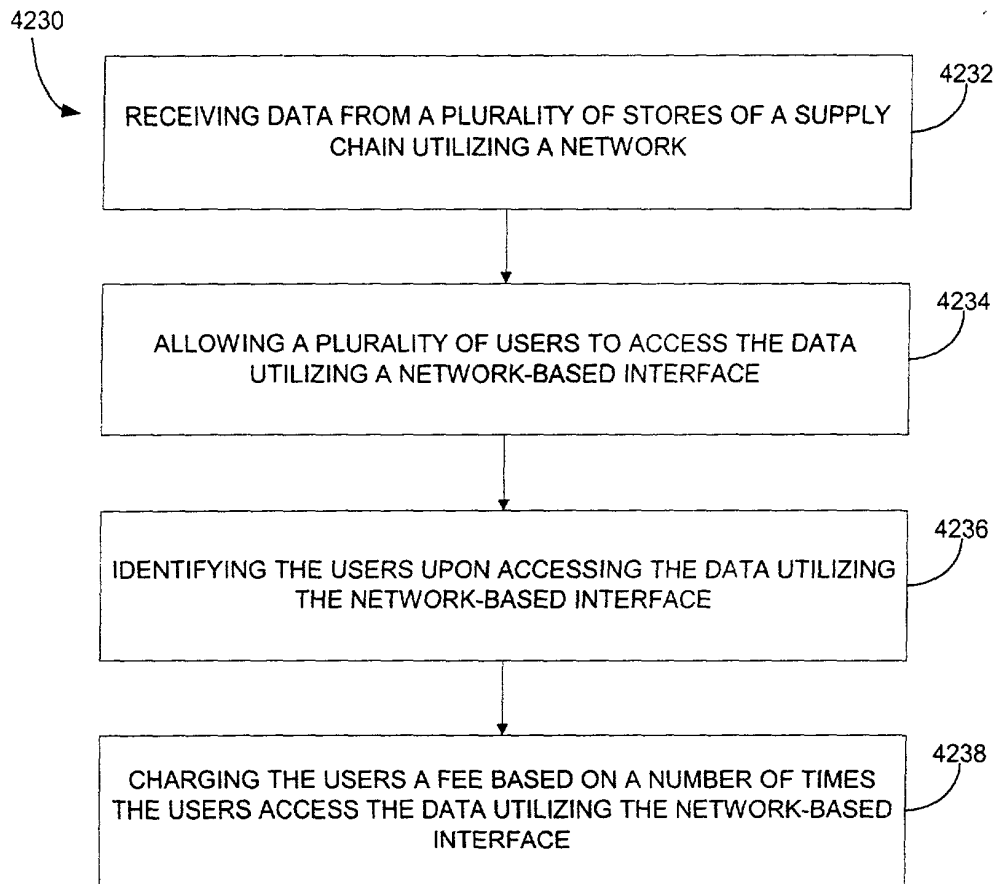 4230
4232
RECEIVING DATA FROM A PLURALITY OF STORES OF A SUPPLY
CHAIN UTILIZING A NETWORK
4234
ALLOWING A PLURALITY OF USERS TO ACCESS THE DATA
UTILIZING A NETWORK-BASED INTERFACE
4236
IDENTIFYING THE USERS UPON ACCESSING THE DATA UTILIZING
THE NETWORK-BASED INTERFACE
4238
CHARGING THE USERS A FEE BASED ON A NUMBER OF TIMES
THE USERS ACCESS THE DATA UTILIZING THE NETWORK-BASED
INTERFACE